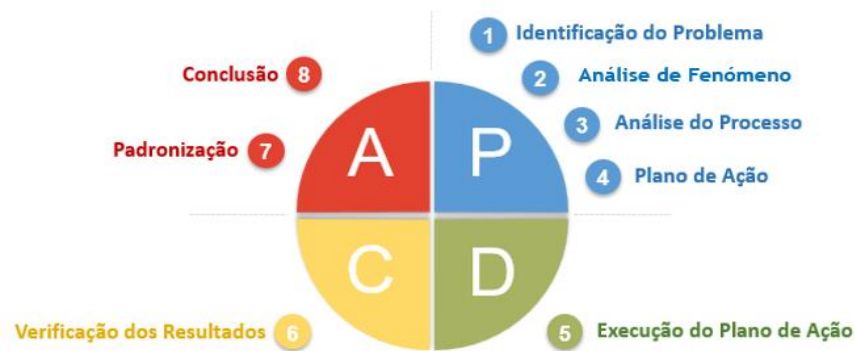 1 Identificação do Problema
2 Análise de Fenómeno
3 Análise do Processo
4 Plano de Ação
5 Execução do Plano de Ação
Verificação dos Resultados 6
Padronização 7
Conclusão 8
A P
C D